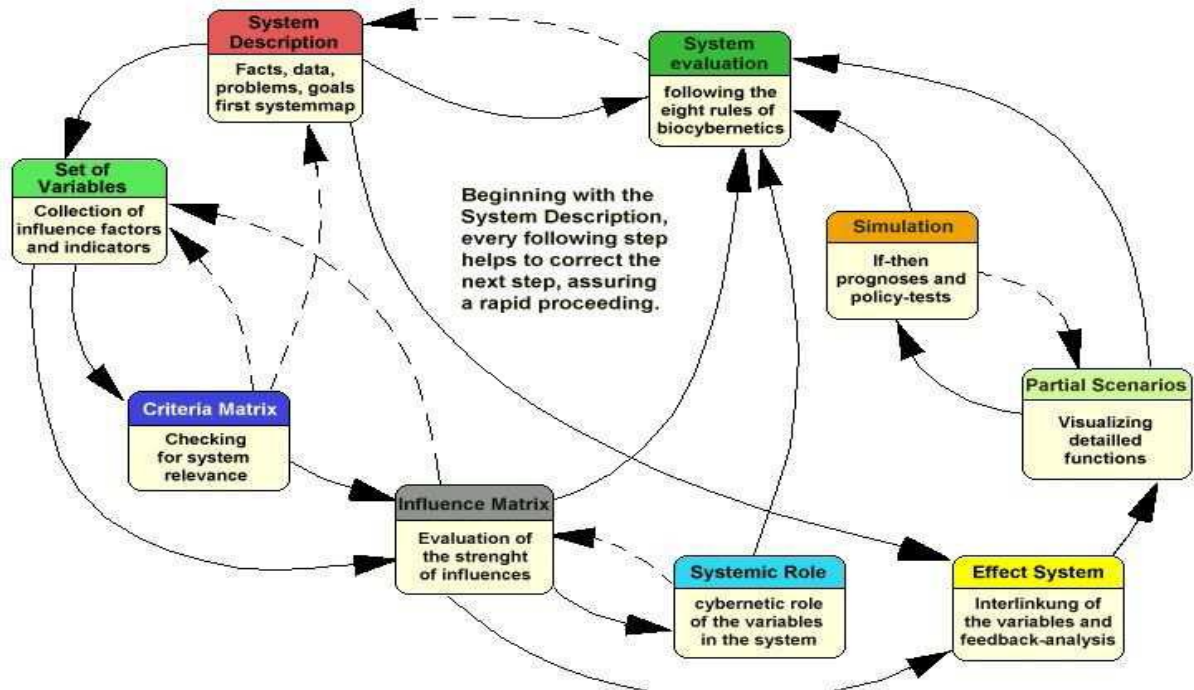 System
Description
Facts, data,
problems, goals
first systemmap
System
evaluation
following the
eight rules of
biocybernetics
Set of
Variables
Collection of
influence factors
and indicators
Beginning with the
System Description,
every following step
helps to correct the
next step, assuring
a rapid proceeding.
Simulation
If-then
prognoses and
policy-tests
Partial Scenarios
Visualizing
detailled
functions
Criteria Matrix
Checking
for system
relevance
Influence Matrix
Evaluation of
the strenght
of influences
Systemic Role
cybernetic role
of the variables
in the system
Effect System
Interlinkung of
the variables and
feedback-analysis